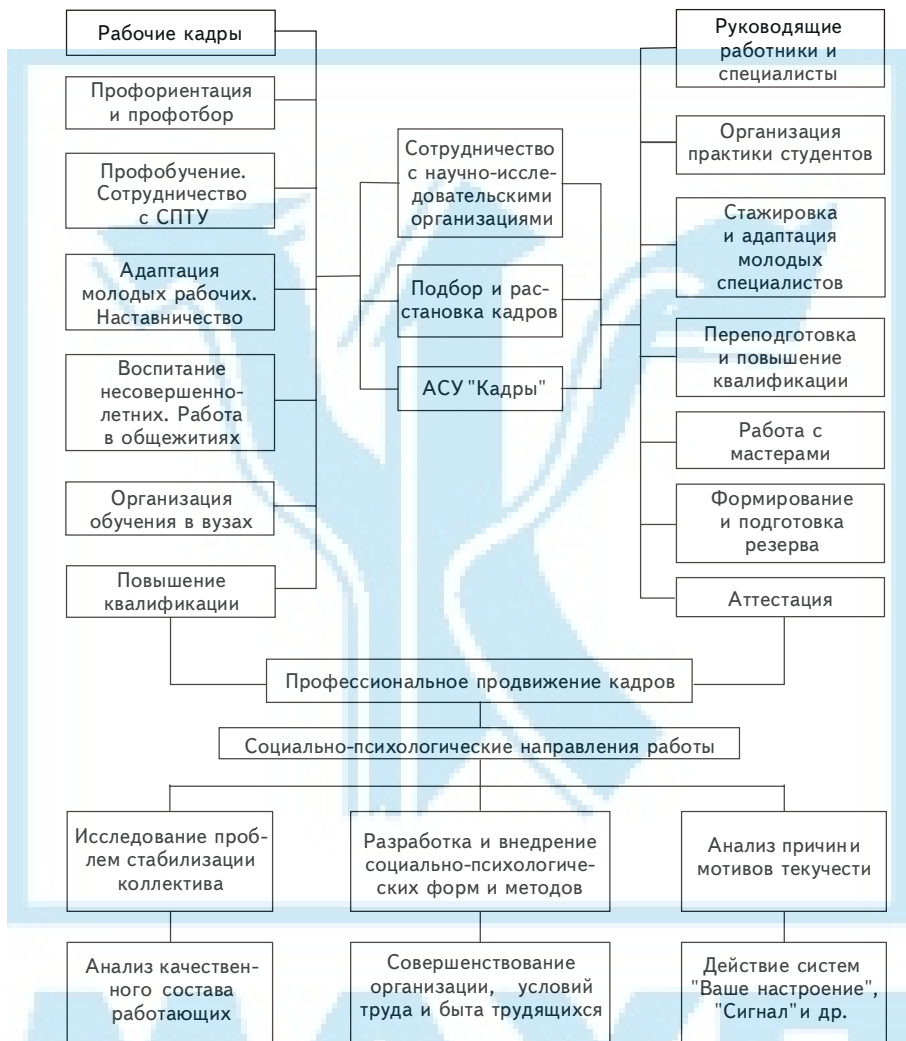 Рабочие кадры
Профориентация
и профотбор
Профобучение.
Сотрудничество
с СПТУ
Адаптация
молодых рабочих.
Наставничество
Воспитание
несовершенно-
летних. Работа
в общежитиях
Организация
обучения в вузах
Повышение
квалификации
Сотрудничество
с научно-иссле-
довательскими
организациями
Подбор и рас-
становка кадров
АСУ "Кадры"
Руководящие
работники и
специалисты
Организация
практики студентов
Стажировка
и адаптация
молодых
специалистов
Переподготовка
и повышение
квалификации
Работа с
мастерами
Формирование
и подготовка
резерва
Аттестация
Профессиональное продвижение кадров
Социально-психологические направления работы
Исследование проб-
лем стабилизации
коллектива
Разработка и внедрение
социально-психологиче-
ских форм и методов
Анализ причин и
мотивов текучести
Анализ качествен-
ного состава
работающих
Совершенствование
организации, условий
труда и быта трудящихся
Действие систем
"Ваше настроение",
"Сигнал" и др.